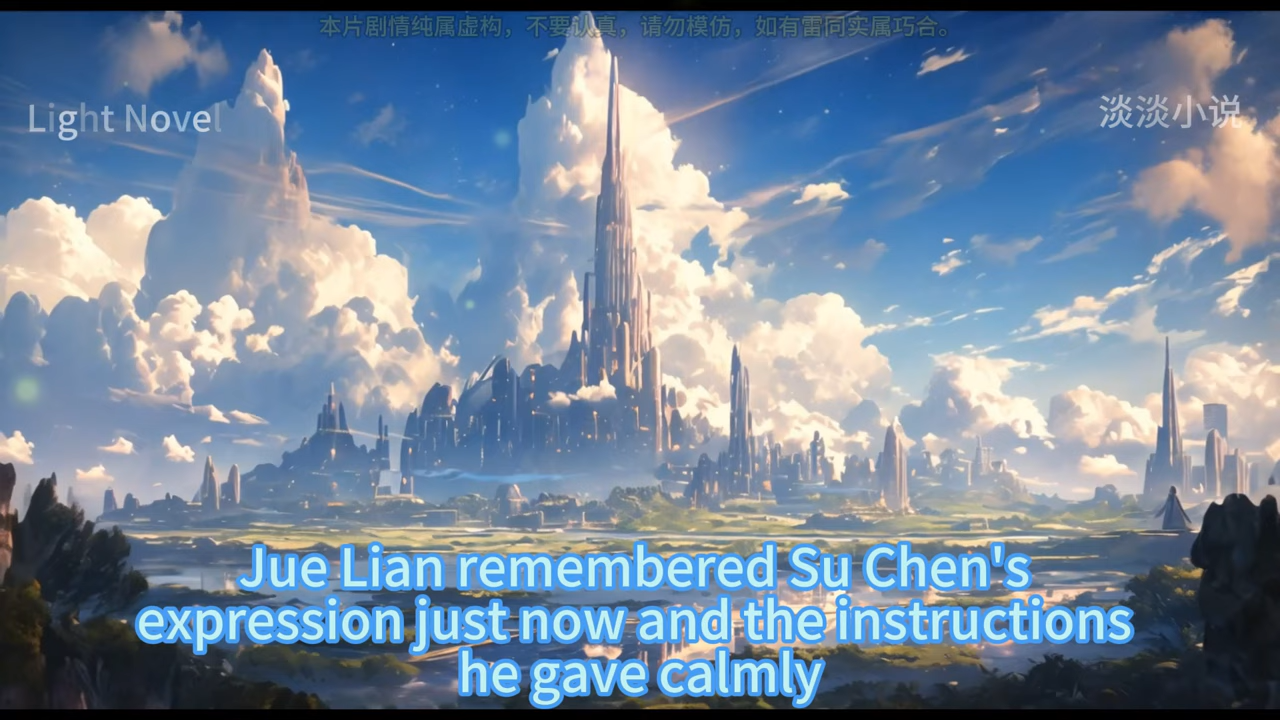 本片剧情纯属虚构，不要认真，请勿模仿，如有雷同实属巧合。
Light Novel
淡淡小说
Jue Lian remembered Su Chen's
expression just now and the instructions
he gave calmly